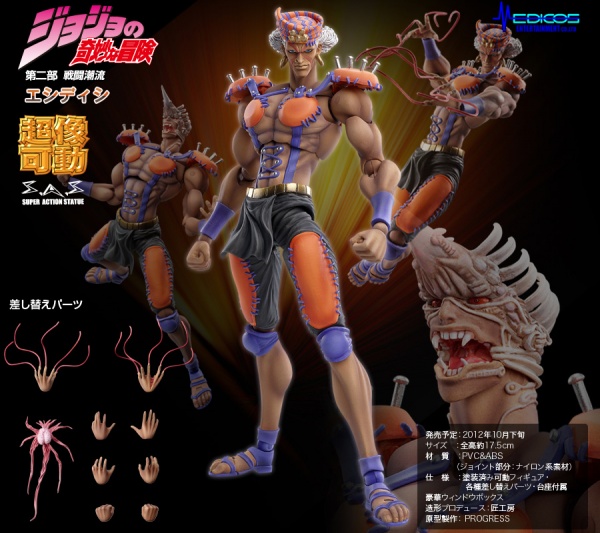 ジョジョの
奇妙な冒険
第二部 戦闘潮流
エシディシ
超像
可動
S.A.S
SUPER ACTION STATUE
MEDICOS
ENTERTAINMENT
差し替えパーツ
発売予定：2012年10月下旬
サイズ ：全高約17.5cm
材 質 ：PVC&ABS
（ジョイント部分：ナイロン系素材）
仕 様 ：塗装済み可動フィギュア・
各種差し替えパーツ・台座付属
豪華ウィンドウボックス
造形プロデュース：匠工房
原型製作： PROGRESS